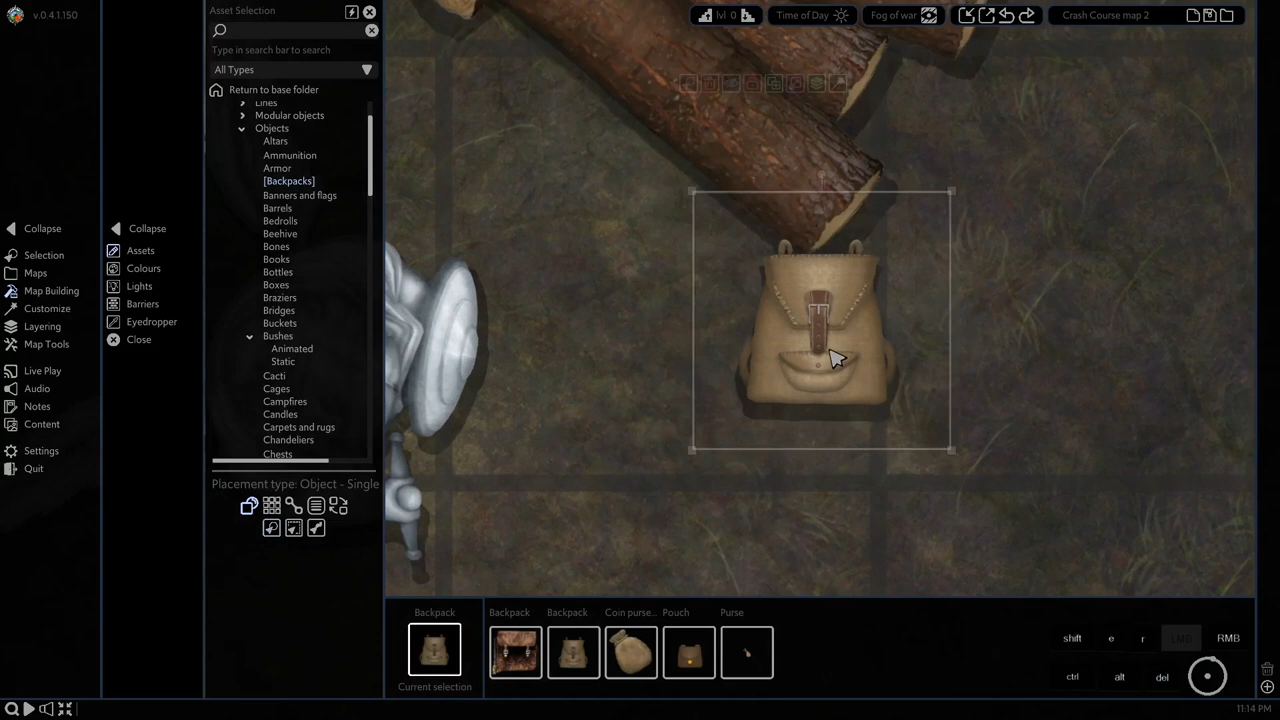 v.0.4.1.150
Asset Selection
lvl 0
Time of Day
Fog of war
Crash Course map 2
Type in search bar to search
All Types
Return to base folder
Lines
Modular objects
Objects
Altars
Ammunition
Armor
[Backpacks]
Banners and flags
Barrels
Bedrolls
Beehive
Bones
Books
Bottles
Boxes
Braziers
Bridges
Buckets
Bushes
Animated
Static
Cacti
Cages
Campfires
Candles
Carpets and rugs
Chandeliers
Chests
Collapse
Selection
Maps
Map Building
Customize
Layering
Map Tools
Live Play
Audio
Notes
Content
Settings
Quit
Collapse
Assets
Colours
Lights
Barriers
Eyedropper
Close
Placement type: Object - Single
Backpack
Current selection
Backpack
Backpack
Coin purse...
Pouch
Purse
shift
e
r
LMB
RMB
ctrl
alt
del
11:14 PM